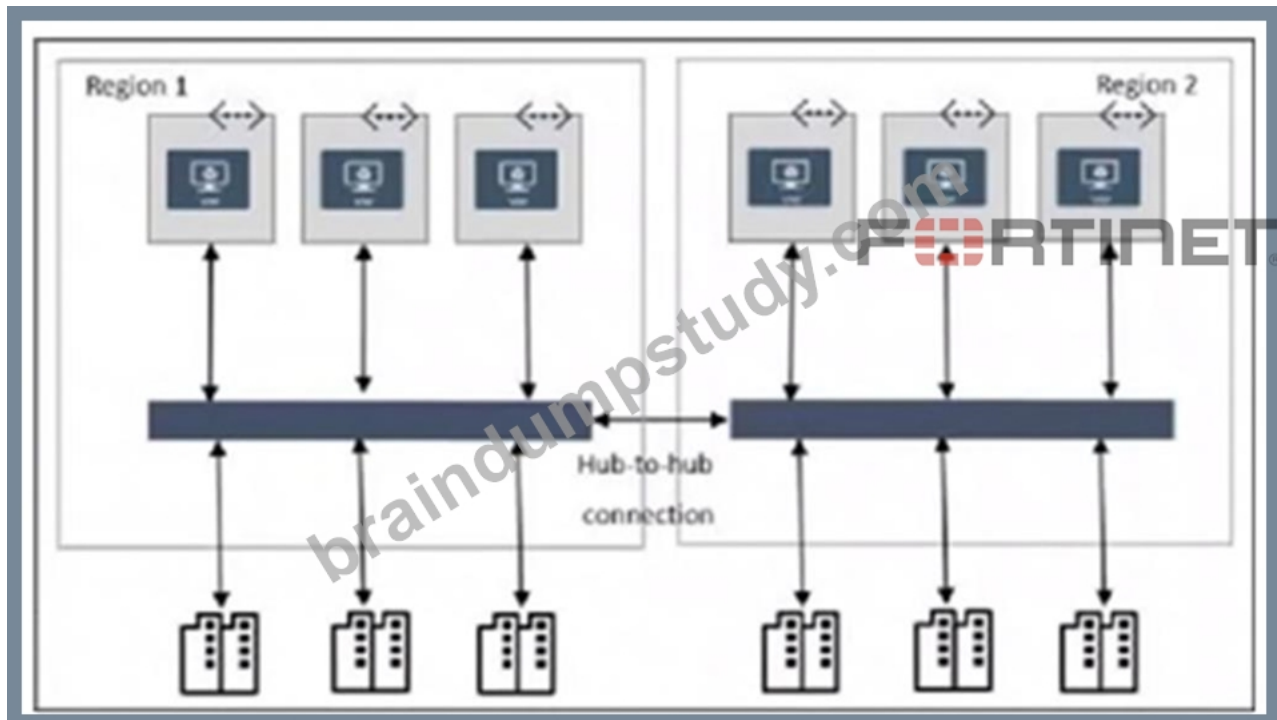 Region 1
Region 2
FORTINET
Hub-to-hub
connection
braindumpstudy.com